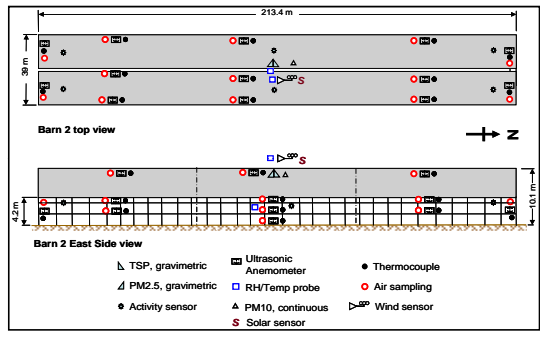 213.4 m
39 m
Barn 2 top view
N
S
4.2m
10.1 m
S
Barn 2 East Side view
TSP, gravimetric
Ultrasonic Anemometer
Thermocouple
PM2.5, gravimetric
RH/Temp probe
Air sampling
Activity sensor
PM10, continuous
Wind sensor
S Solar sensor